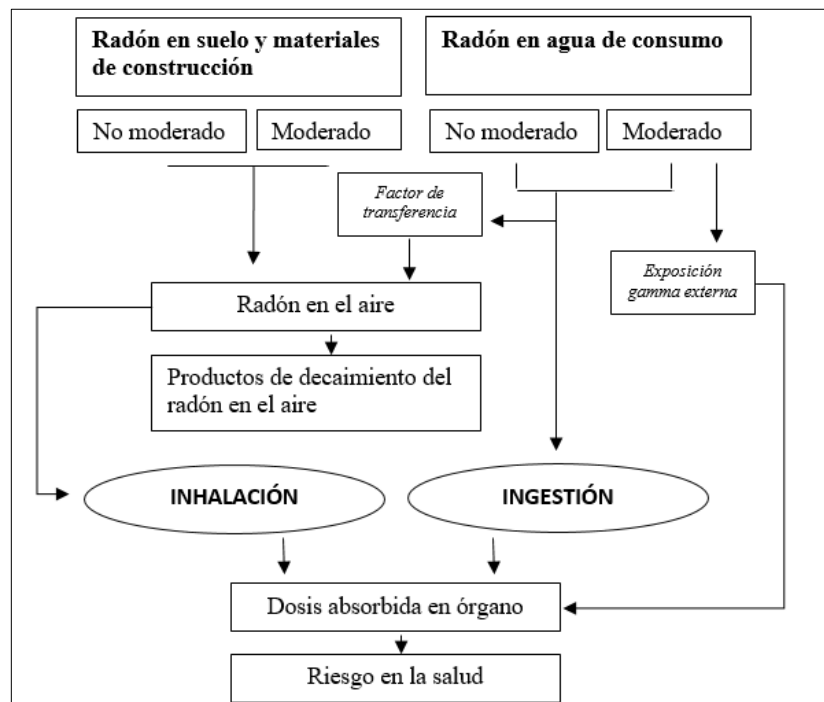 Radón en suelo y materiales
de construcción
Radón en agua de consumo
No moderado
Moderado
No moderado
Moderado
Factor de
transferencia
Exposición
gamma externa
Radón en el aire
Productos de decaimiento del
radón en el aire
INHALACIÓN
INGESTIÓN
Dosis absorbida en órgano
Riesgo en la salud